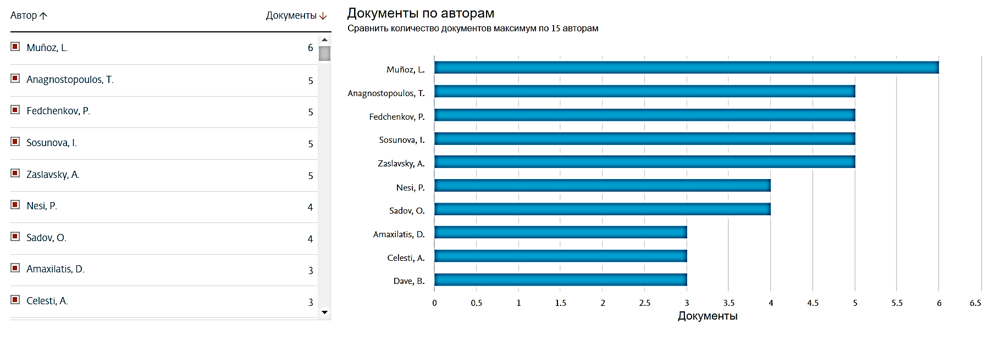 Автор Документы
Muñoz, L. 6
Anagnostopoulos, T. 5
Fedchenkov, P. 5
Sosunova, I. 5
Zaslavsky, A. 5
Nesi, P. 4
Sadov, O. 4
Amaxilatis, D. 3
Celesti, A. 3
Документы по авторам
Сравнить количество документов максимум по 15 авторам
Muñoz, L.
Anagnostopoulos, T.
Fedchenkov, P.
Sosunova, I.
Zaslavsky, A.
Nesi, P.
Sadov, O.
Amaxilatis, D.
Celesti, A.
Dave, B.
0 0.5 1 1.5 2 2.5 3 3.5 4 4.5 5 5.5 6 6.5
Документы